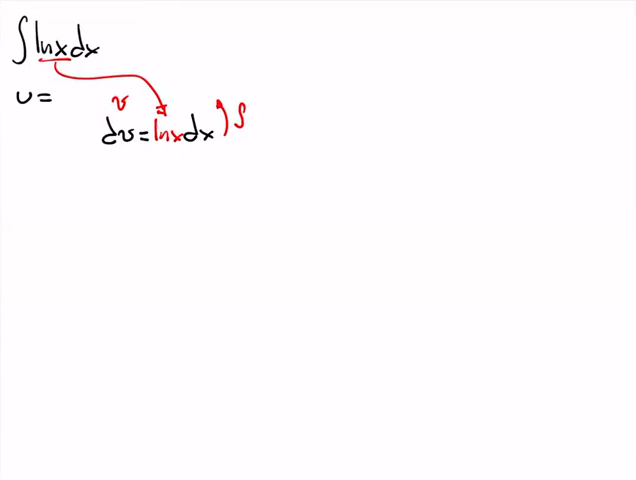 ∫ lnx dx
u =
v
dv = lnx dx ) ∫